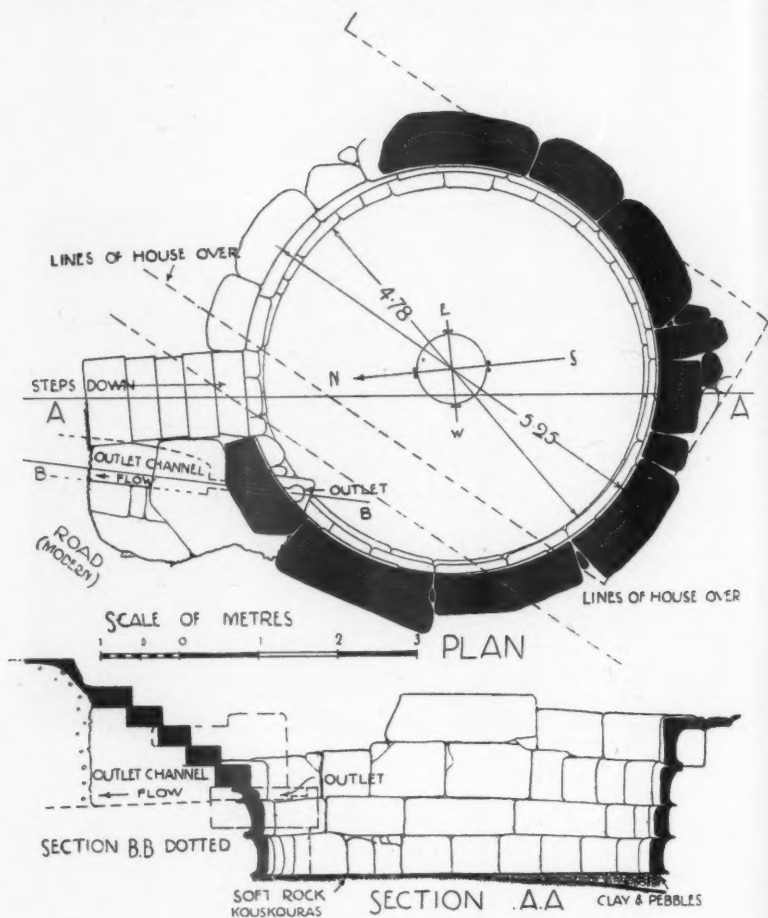 LINES OF HOUSE OVER
4.78
E
N
S
W
STEPS DOWN
A
A
5.25
OUTLET CHANNEL
FLOW
B
OUTLET
B
ROAD
(MODERN)
LINES OF HOUSE OVER
SCALE OF METRES
1 5 0 1 2 3
PLAN
OUTLET CHANNEL
FLOW
OUTLET
SECTION B.B DOTTED
SOFT ROCK
KOUSKOURAS
SECTION .A.A
CLAY & PEBBLES